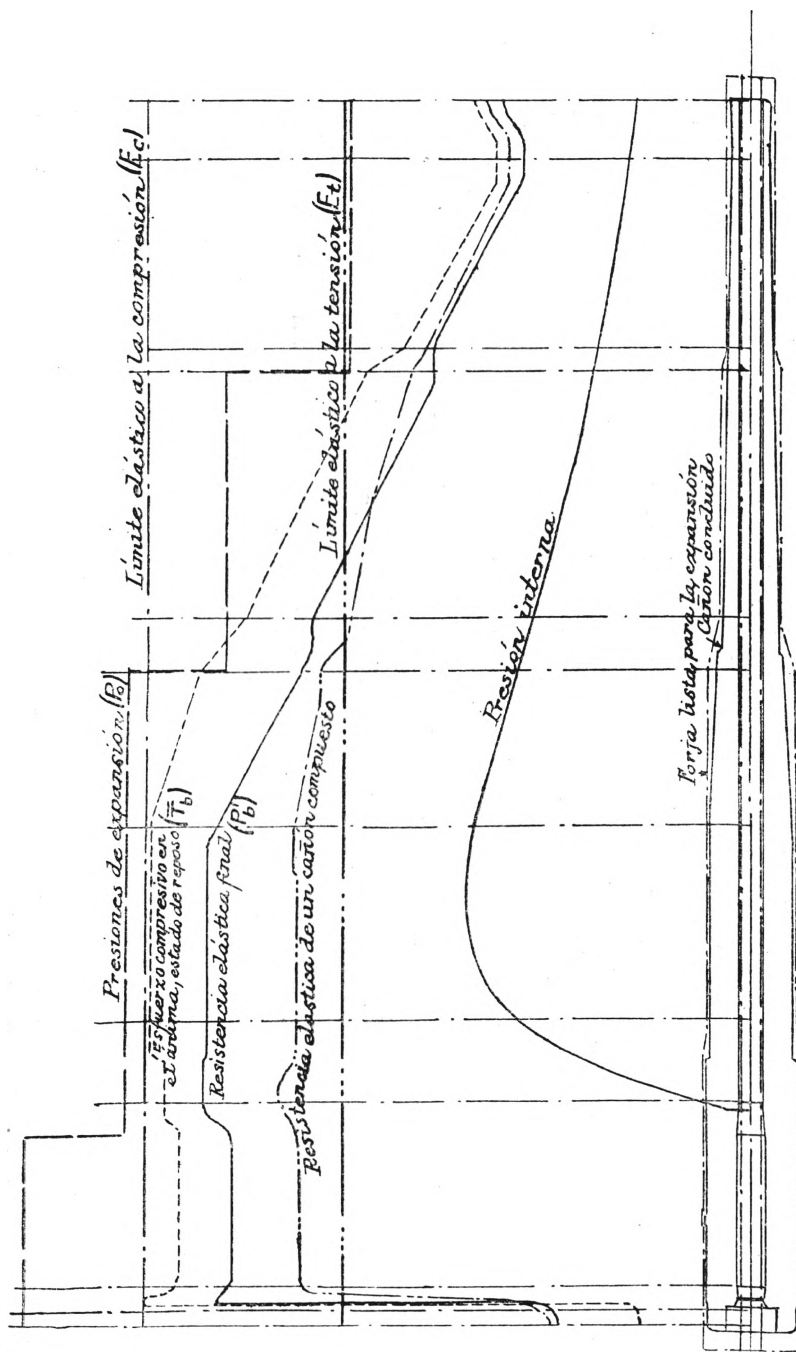 Límite elástico a la compresión (Ec)
Límite elástico a la tensión (Et)
Presiones de expansión (Po)
Esfuerzo compresivo en
el ánima, estado de reposo (Tb)
Resistencia elástica final (P'b)
Resistencia elástica de un cañon compuesto
Presión interna
Forja lista para la expansión
Cañon concluido